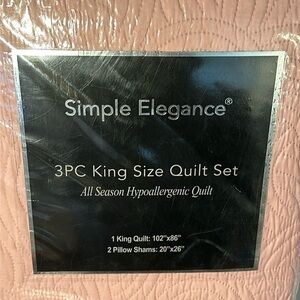 Simple Elegance®
3PC King Size Quilt Set
All Season Hypoallergenic Quilt
1 King Quilt: 102"x86"
2 Pillow Shams: 20"x26"